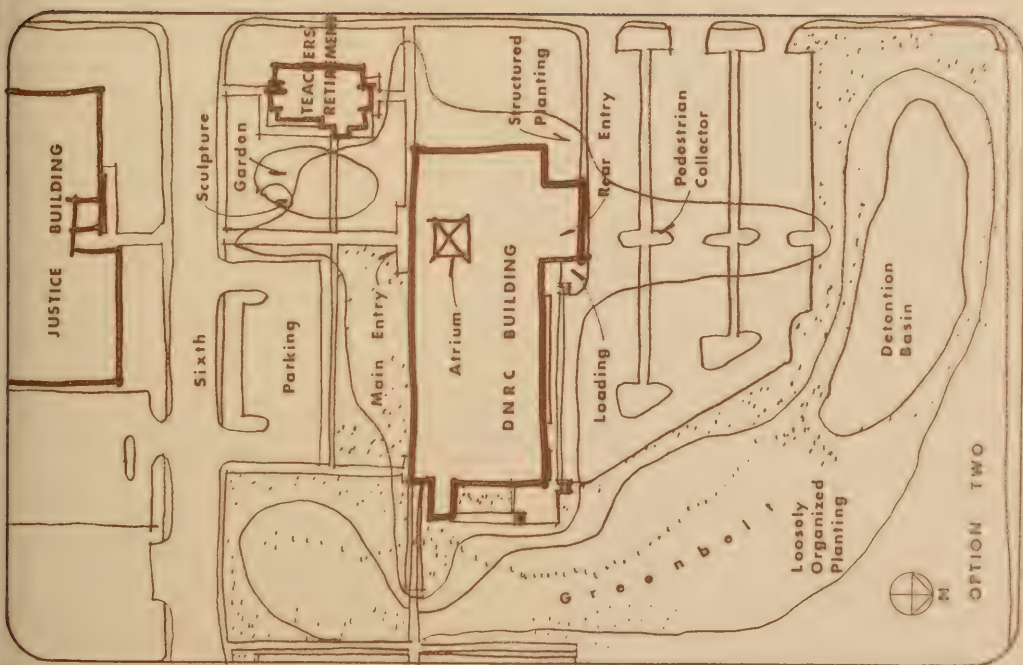 JUSTICE BUILDING
Sixth
Sculpture
Garden
TEACHERS'
RETIREMENT
Parking
Main Entry
Atrium
DNRC BUILDING
Structured
Planting
Loading
Rear Entry
Pedestrian
Collector
Greenbelt
Loosely
Organized
Planting
Detention
Basin
N
OPTION TWO